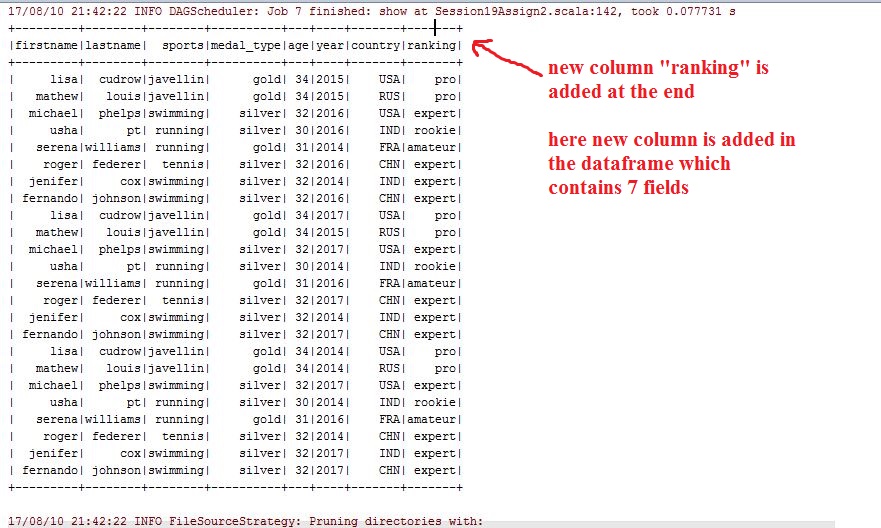 17/08/10 21:42:22 INFO DAGScheduler: Job 7 finished: show at Session19Assign2.scala:142, took 0.077731 s
+---------+--------+--------+----------+---+----+-------+-------+
|firstname|lastname|  sports|medal_type|age|year|country|ranking|
+---------+--------+--------+----------+---+----+-------+-------+
|     lisa|  cudrow|javellin|      gold| 34|2015|    USA|    pro|
|   mathew|   louis|javellin|      gold| 34|2015|    RUS|    pro|
|  michael|  phelps|swimming|    silver| 32|2016|    USA| expert|
|     usha|      pt| running|    silver| 30|2016|    IND| rookie|
|   serena|williams| running|      gold| 31|2014|    FRA|amateur|
|    roger| federer|  tennis|    silver| 32|2016|    CHN| expert|
|  jenifer|     cox|swimming|    silver| 32|2014|    IND| expert|
| fernando| johnson|swimming|    silver| 32|2016|    CHN| expert|
|     lisa|  cudrow|javellin|      gold| 34|2017|    USA|    pro|
|   mathew|   louis|javellin|      gold| 34|2015|    RUS|    pro|
|  michael|  phelps|swimming|    silver| 32|2017|    USA| expert|
|     usha|      pt| running|    silver| 30|2014|    IND| rookie|
|   serena|williams| running|      gold| 31|2016|    FRA|amateur|
|    roger| federer|  tennis|    silver| 32|2017|    CHN| expert|
|  jenifer|     cox|swimming|    silver| 32|2014|    IND| expert|
| fernando| johnson|swimming|    silver| 32|2017|    CHN| expert|
|     lisa|  cudrow|javellin|      gold| 34|2014|    USA|    pro|
|   mathew|   louis|javellin|      gold| 34|2014|    RUS|    pro|
|  michael|  phelps|swimming|    silver| 32|2017|    USA| expert|
|     usha|      pt| running|    silver| 30|2014|    IND| rookie|
|   serena|williams| running|      gold| 31|2016|    FRA|amateur|
|    roger| federer|  tennis|    silver| 32|2014|    CHN| expert|
|  jenifer|     cox|swimming|    silver| 32|2017|    IND| expert|
| fernando| johnson|swimming|    silver| 32|2017|    CHN| expert|
+---------+--------+--------+----------+---+----+-------+-------+
new column "ranking" is
added at the end
here new column is added in
the dataframe which
contains 7 fields
17/08/10 21:42:22 INFO FileSourceStrategy: Pruning directories with: